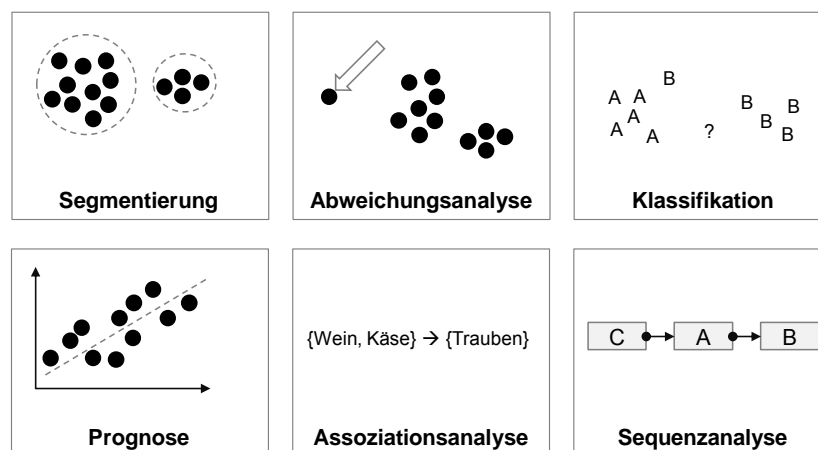 Segmentierung
Abweichungsanalyse
B
A A
A
A A
?
B
B
B
B
Klassifikation
Prognose
{Wein, Käse} → {Trauben}
Assoziationsanalyse
C A B
Sequenzanalyse